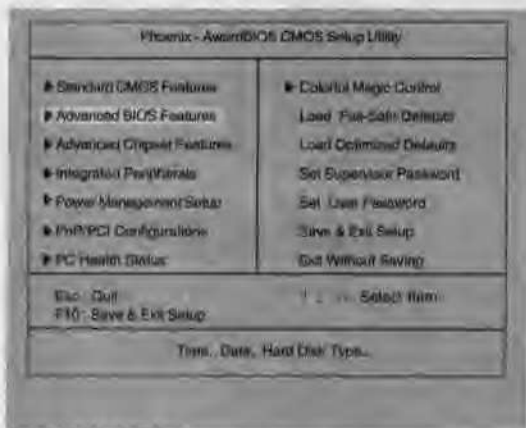 Phoenix - AwardBIOS CMOS Setup Utility
Standard CMOS Features
Advanced BIOS Features
Advanced Chipset Features
Integrated Peripherals
Power Management Setup
PnP/PCI Configurations
PC Health Status
Colorful Magic Control
Load Fail-Safe Defaults
Load Optimized Defaults
Set Supervisor Password
Set User Password
Save & Exit Setup
Exit Without Saving
Esc: Quit
F10: Save & Exit Setup
Select Item
Time, Date, Hard Disk Type...